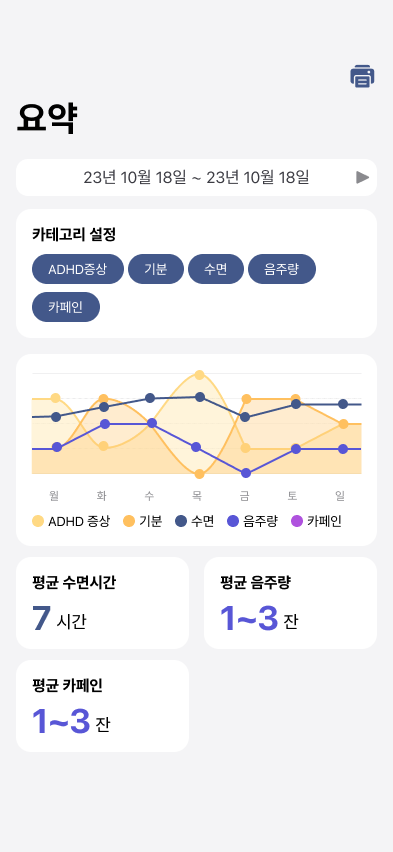 요약
23년 10월 18일 ~ 23년 10월 18일
카테고리 설정
ADHD증상 기분 수면 음주량
카페인
월 화 수 목 금 토 일
ADHD 증상 기분 수면 음주량 카페인
평균 수면시간 평균 음주량
7 시간 1~3 잔
평균 카페인
1~3 잔